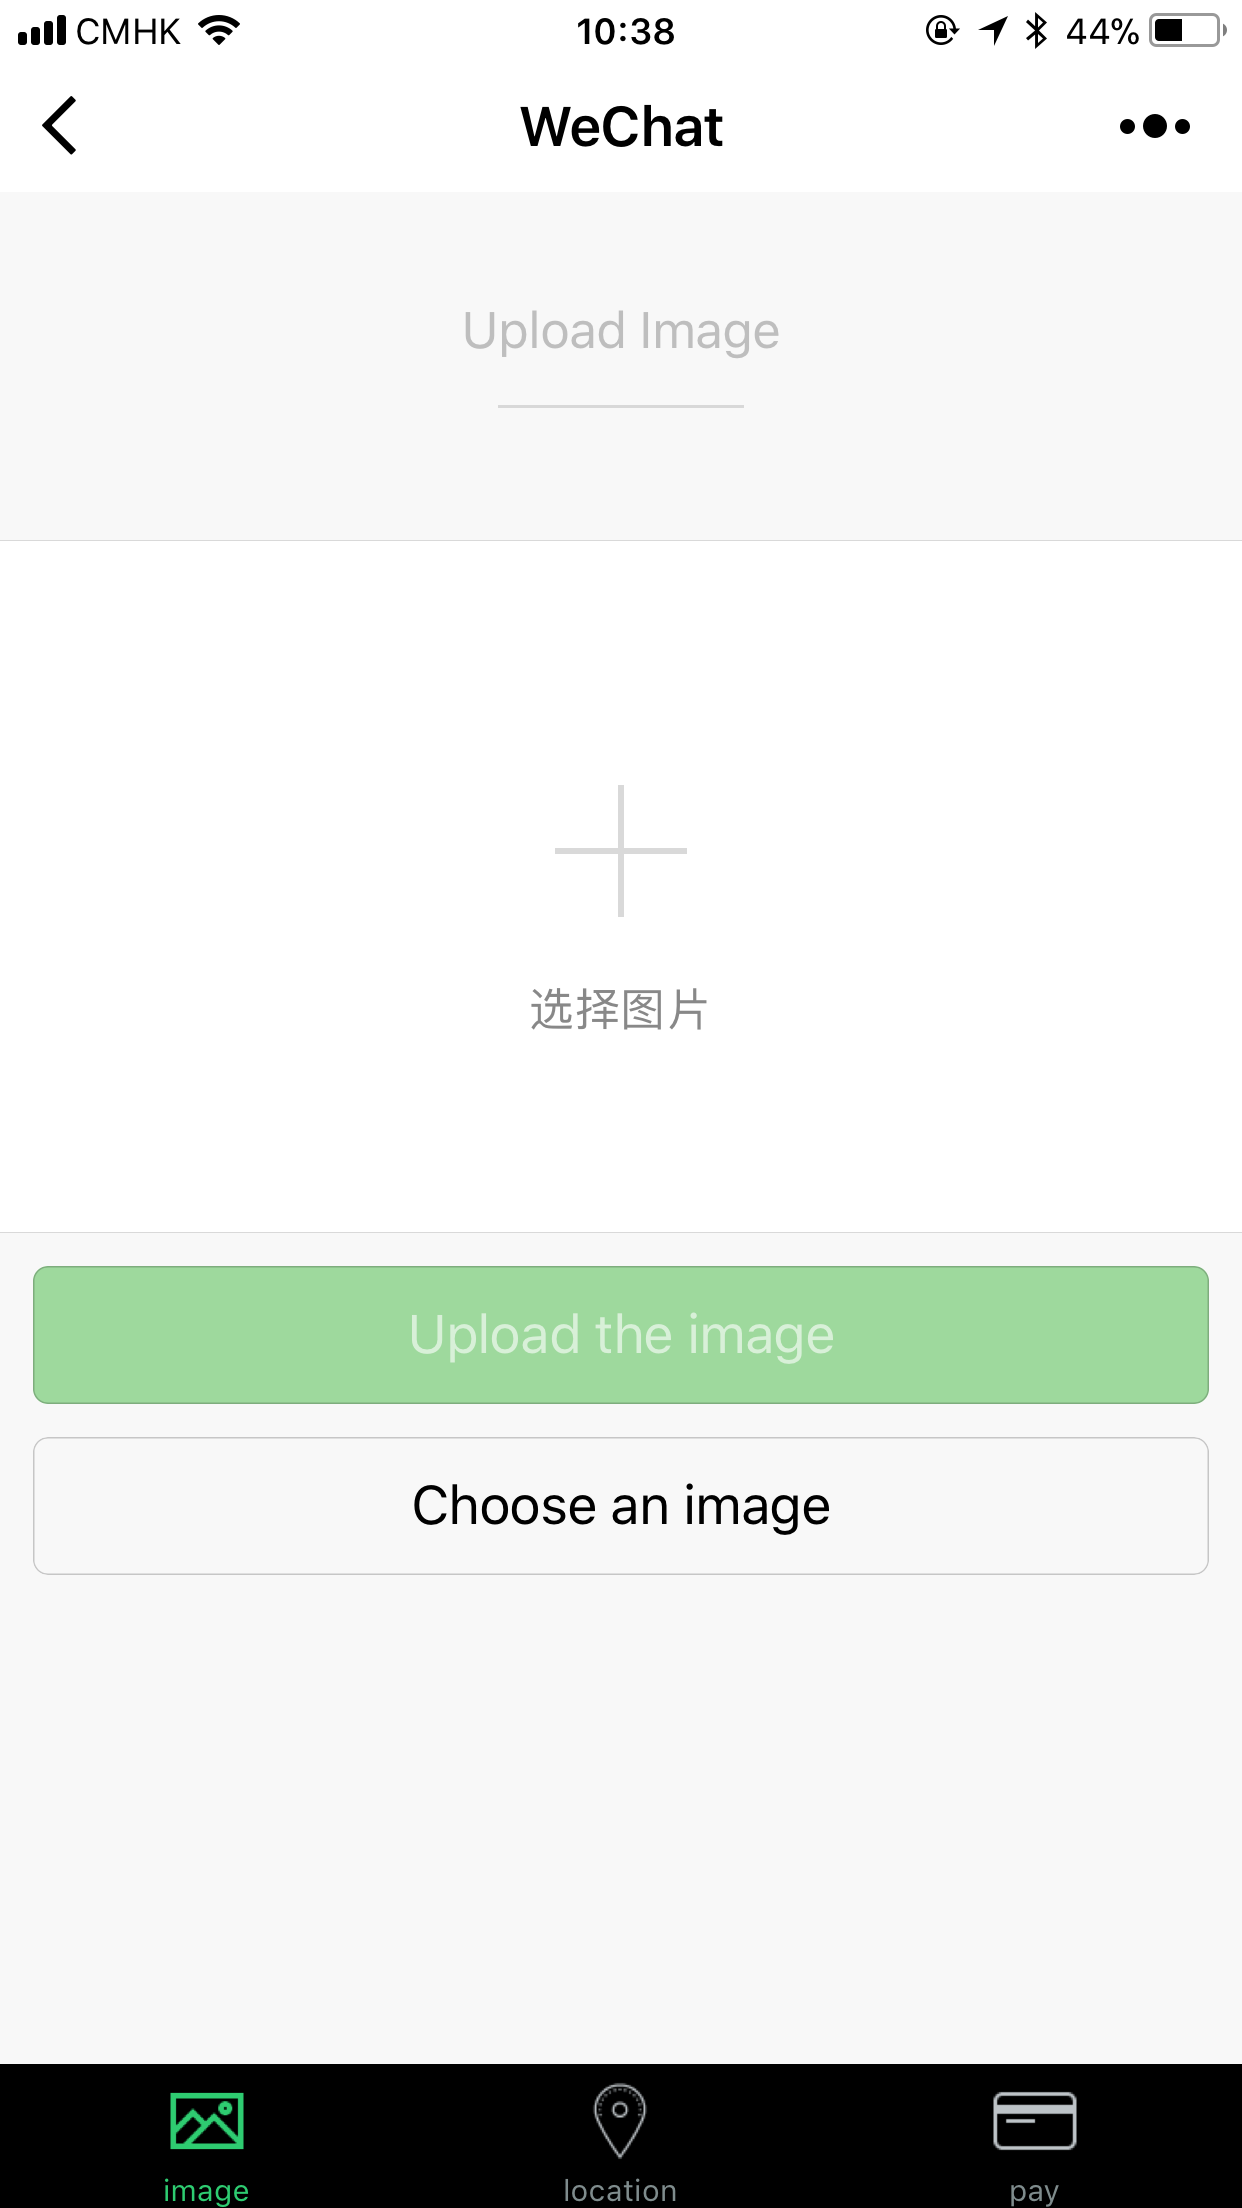 CMHK 10:38 44%
WeChat
Upload Image
选择图片
Upload the image
Choose an image
image location pay